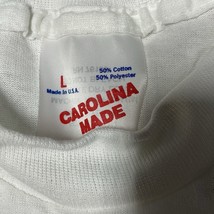 L
50% Cotton
50% Polyester
Made In U.S.A.
CAROLINA
MADE